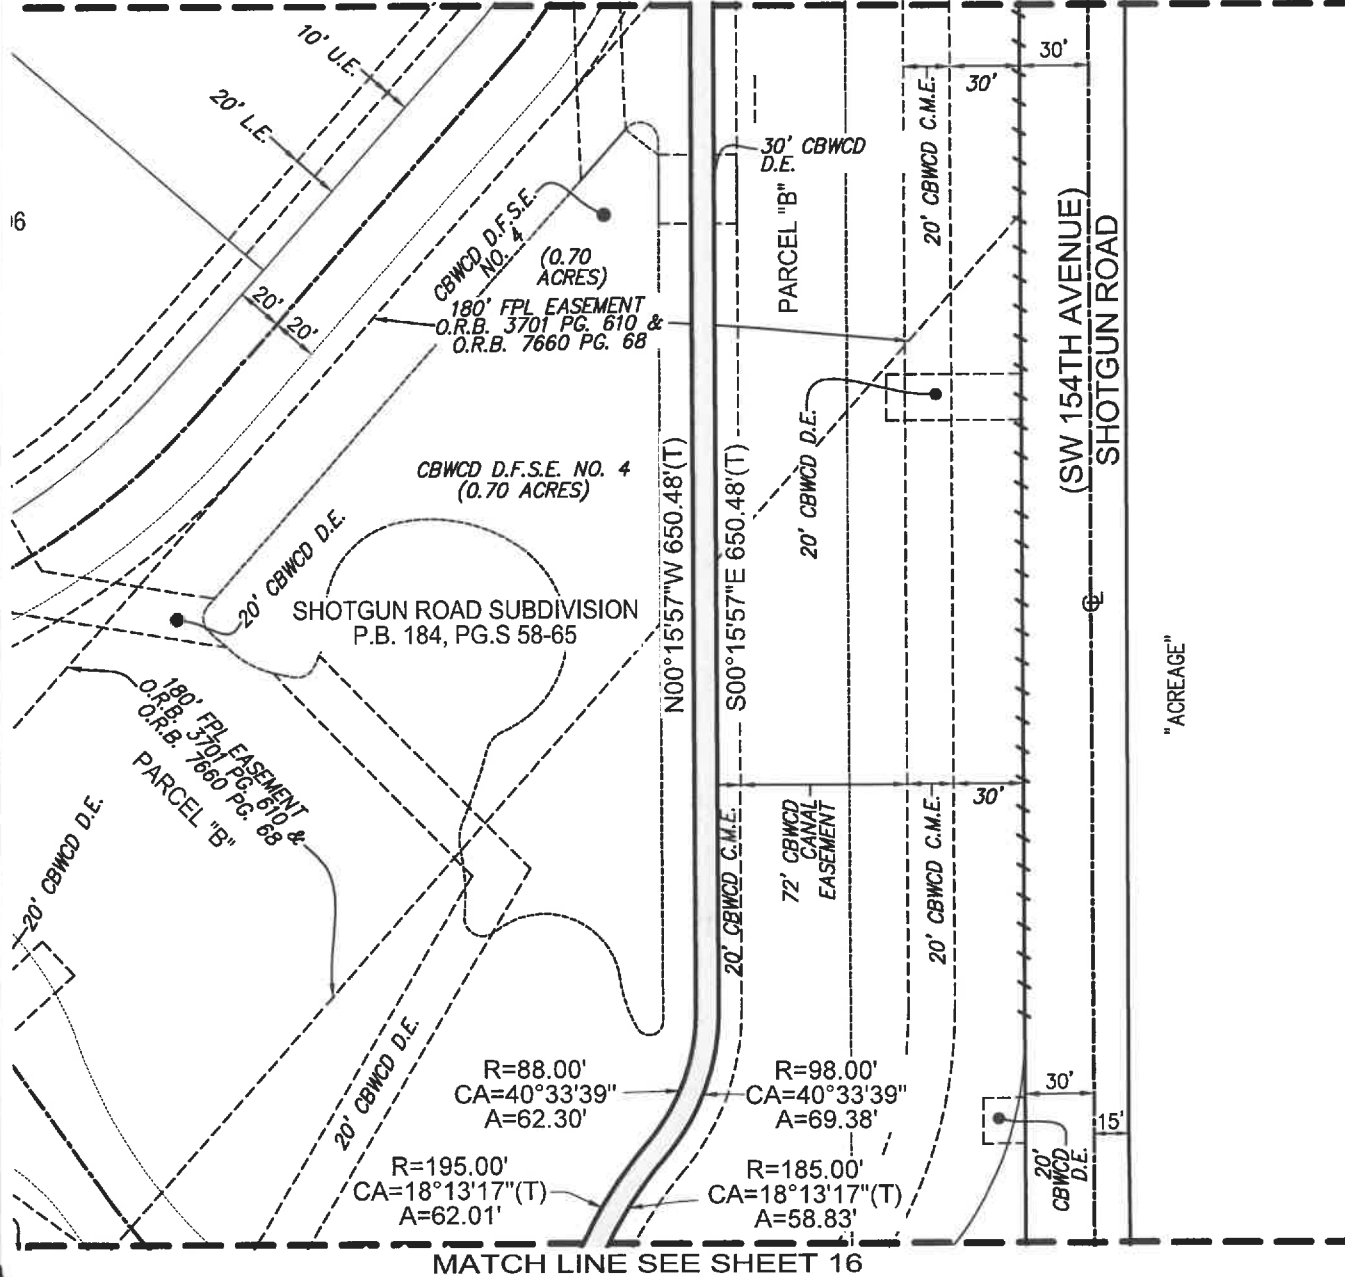 10' U.E.
20' L.E.
30'
30'
20' CBWCD C.M.E.
30' CBWCD
D.E.
PARCEL "B"
CBWCD D.F.S.E.
NO. 4
(0.70
ACRES)
180' FPL EASEMENT
O.R.B. 3701 PG. 610 &
O.R.B. 7660 PG. 68
20'
20'
(SW 154TH AVENUE)
SHOTGUN ROAD
20' CBWCD D.E.
CBWCD D.F.S.E. NO. 4
(0.70 ACRES)
N00°15'57"W 650.48'(T)
S00°15'57"E 650.48'(T)
20' CBWCD D.E.
SHOTGUN ROAD SUBDIVISION
P.B. 184, PG.S 58-65
"ACREAGE"
180' FPL EASEMENT
O.R.B. 3701 PG. 610 &
O.R.B. 7660 PG. 68
PARCEL "B"
20' CBWCD D.E.
20' CBWCD C.M.E.
72' CBWCD
CANAL
EASEMENT
20' CBWCD C.M.E.
30'
20' CBWCD D.E.
R=88.00'
CA=40°33'39"
A=62.30'
R=98.00'
CA=40°33'39"
A=69.38'
30'
15'
20'
CBWCD
D.E.
R=195.00'
CA=18°13'17"(T)
A=62.01'
R=185.00'
CA=18°13'17"(T)
A=58.83'
MATCH LINE SEE SHEET 16